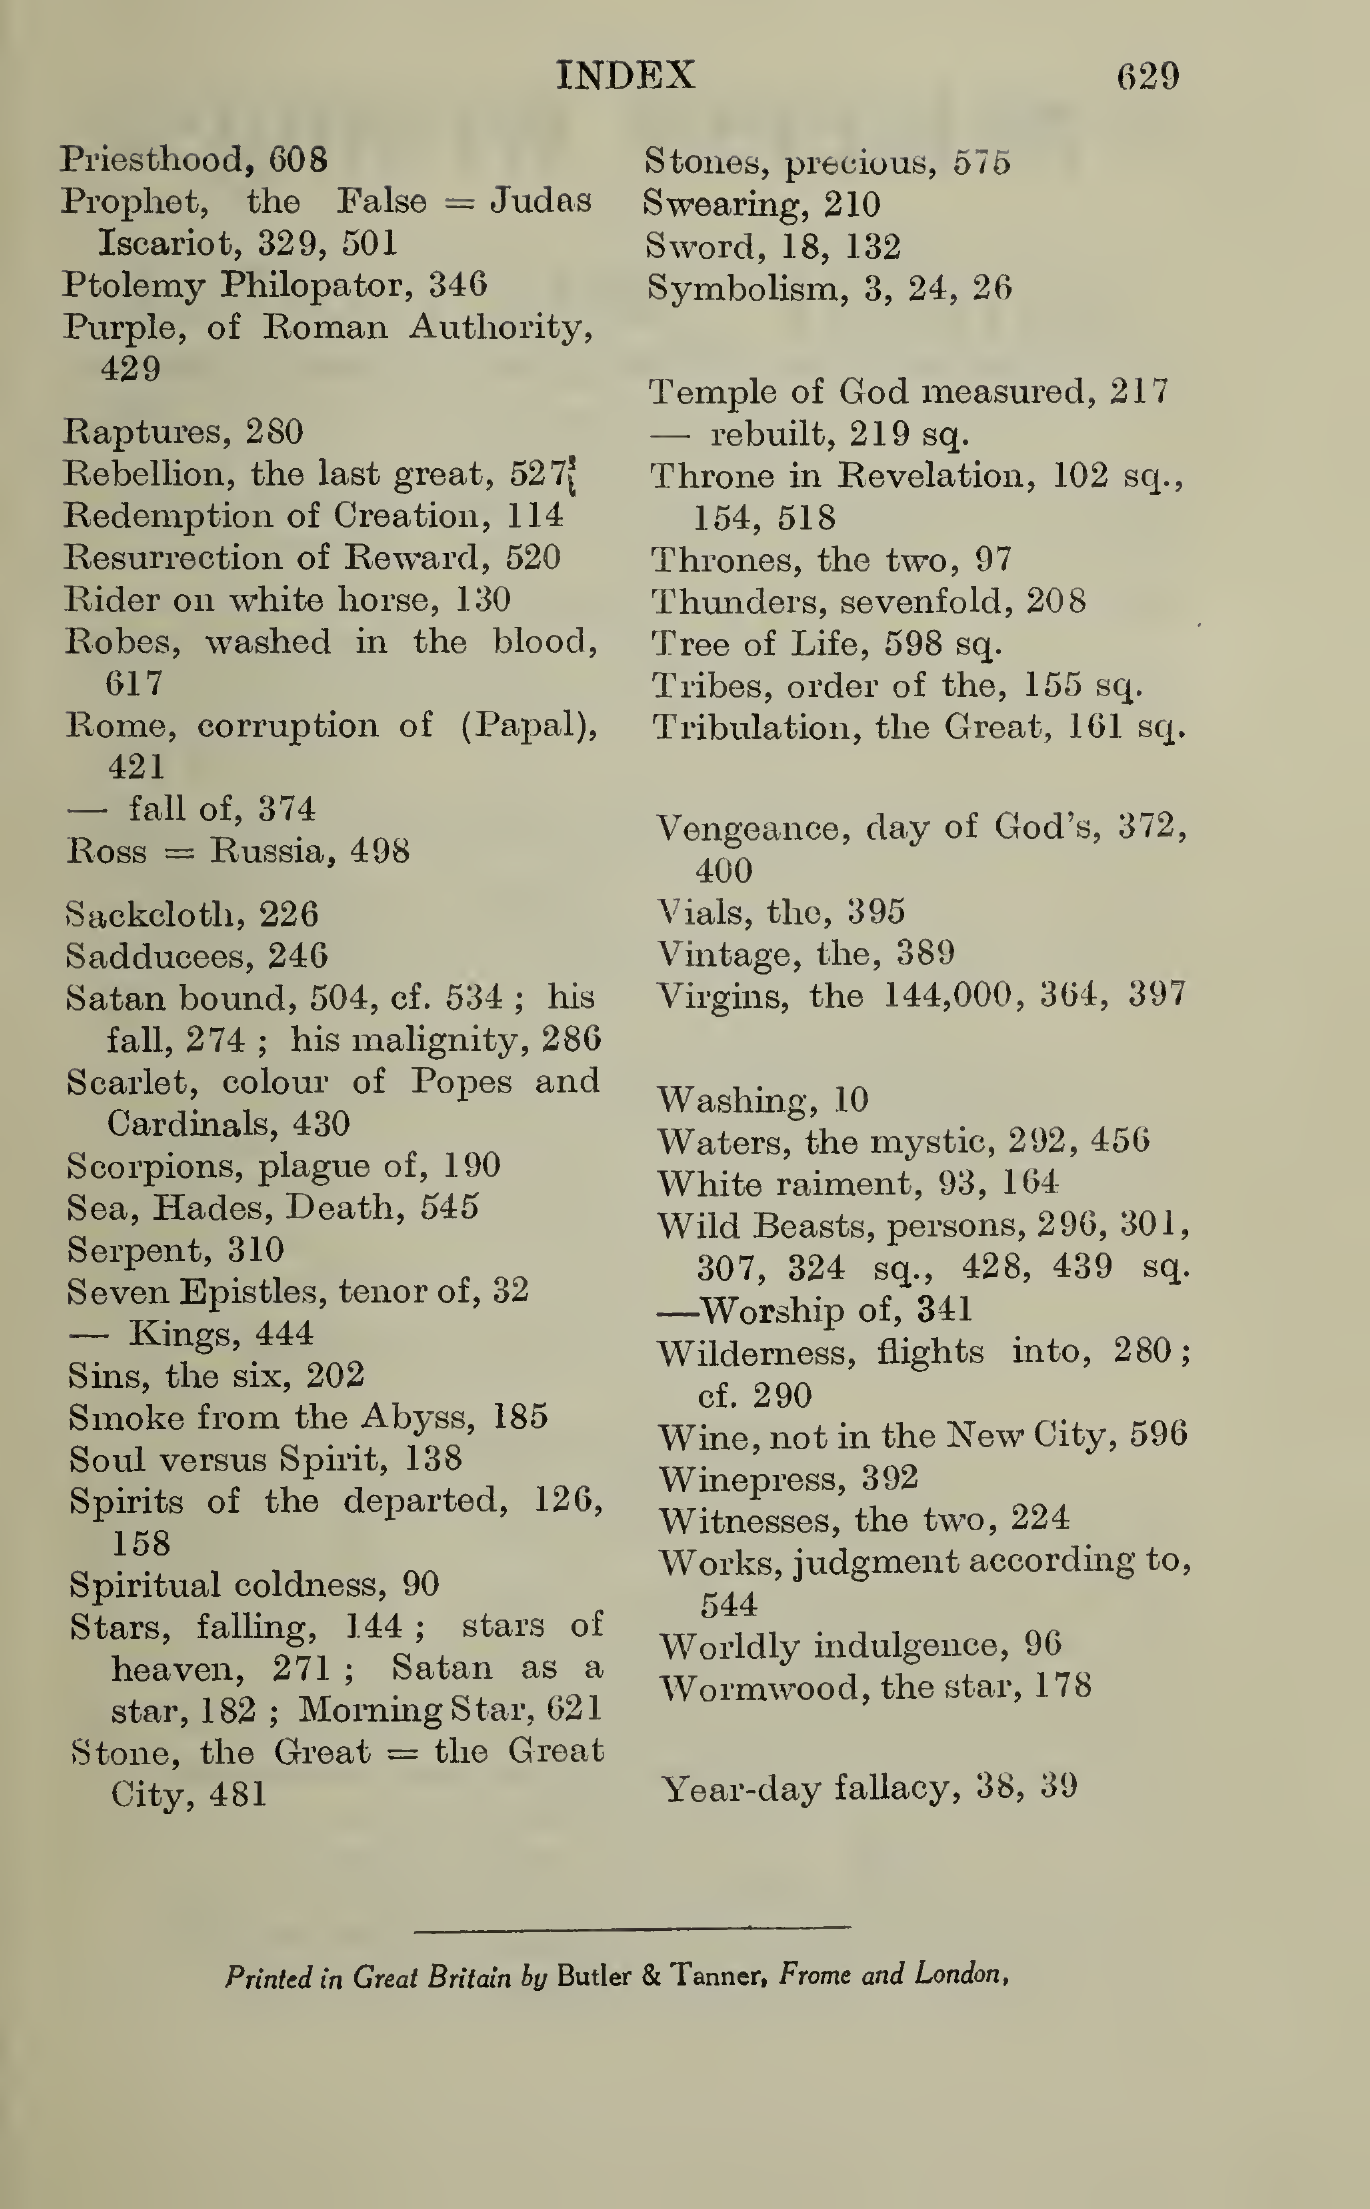 INDEX 629
Priesthood, 608
Prophet, the False = Judas
Iscariot, 329, 501
Ptolemy Philopator, 346
Purple, of Roman Authority,
429
Raptures, 280
Rebellion, the last great, 527
Redemption of Creation, 114
Resurrection of Reward, 520
Rider on white horse, 130
Robes, washed in the blood,
617
Rome, corruption of (Papal),
421
— fall of, 374
Ross = Russia, 498
Sackcloth, 226
Sadducees, 246
Satan bound, 504, cf. 534 ; his
fall, 274 ; his malignity, 286
Scarlet, colour of Popes and
Cardinals, 430
Scorpions, plague of, 190
Sea, Hades, Death, 545
Serpent, 310
Seven Epistles, tenor of, 32
— Kings, 444
Sins, the six, 202
Smoke from the Abyss, 185
Soul versus Spirit, 138
Spirits of the departed, 126,
158
Spiritual coldness, 90
Stars, falling, 144 ; stars of
heaven, 271 ; Satan as a
star, 182 ; Morning Star, 621
Stone, the Great = the Great
City, 481
Stones, precious, 575
Swearing, 210
Sword, 18, 132
Symbolism, 3, 24, 26
Temple of God measured, 217
— rebuilt, 219 sq.
Throne in Revelation, 102 sq.,
154, 518
Thrones, the two, 97
Thunders, sevenfold, 208
Tree of Life, 598 sq.
Tribes, order of the, 155 sq.
Tribulation, the Great, 161 sq.
Vengeance, day of God's, 372,
400
Vials, the, 395
Vintage, the, 389
Virgins, the 144,000, 364, 397
Washing, 10
Waters, the mystic, 292, 456
White raiment, 93, 164
Wild Beasts, persons, 296, 301,
307, 324 sq., 428, 439 sq.
—Worship of, 341
Wilderness, flights into, 280 ;
cf. 290
Wine, not in the New City, 596
Winepress, 392
Witnesses, the two, 224
Works, judgment according to,
544
Worldly indulgence, 96
Wormwood, the star, 178
Year-day fallacy, 38, 39
Printed in Great Britain by Butler & Tanner, Frome and London,